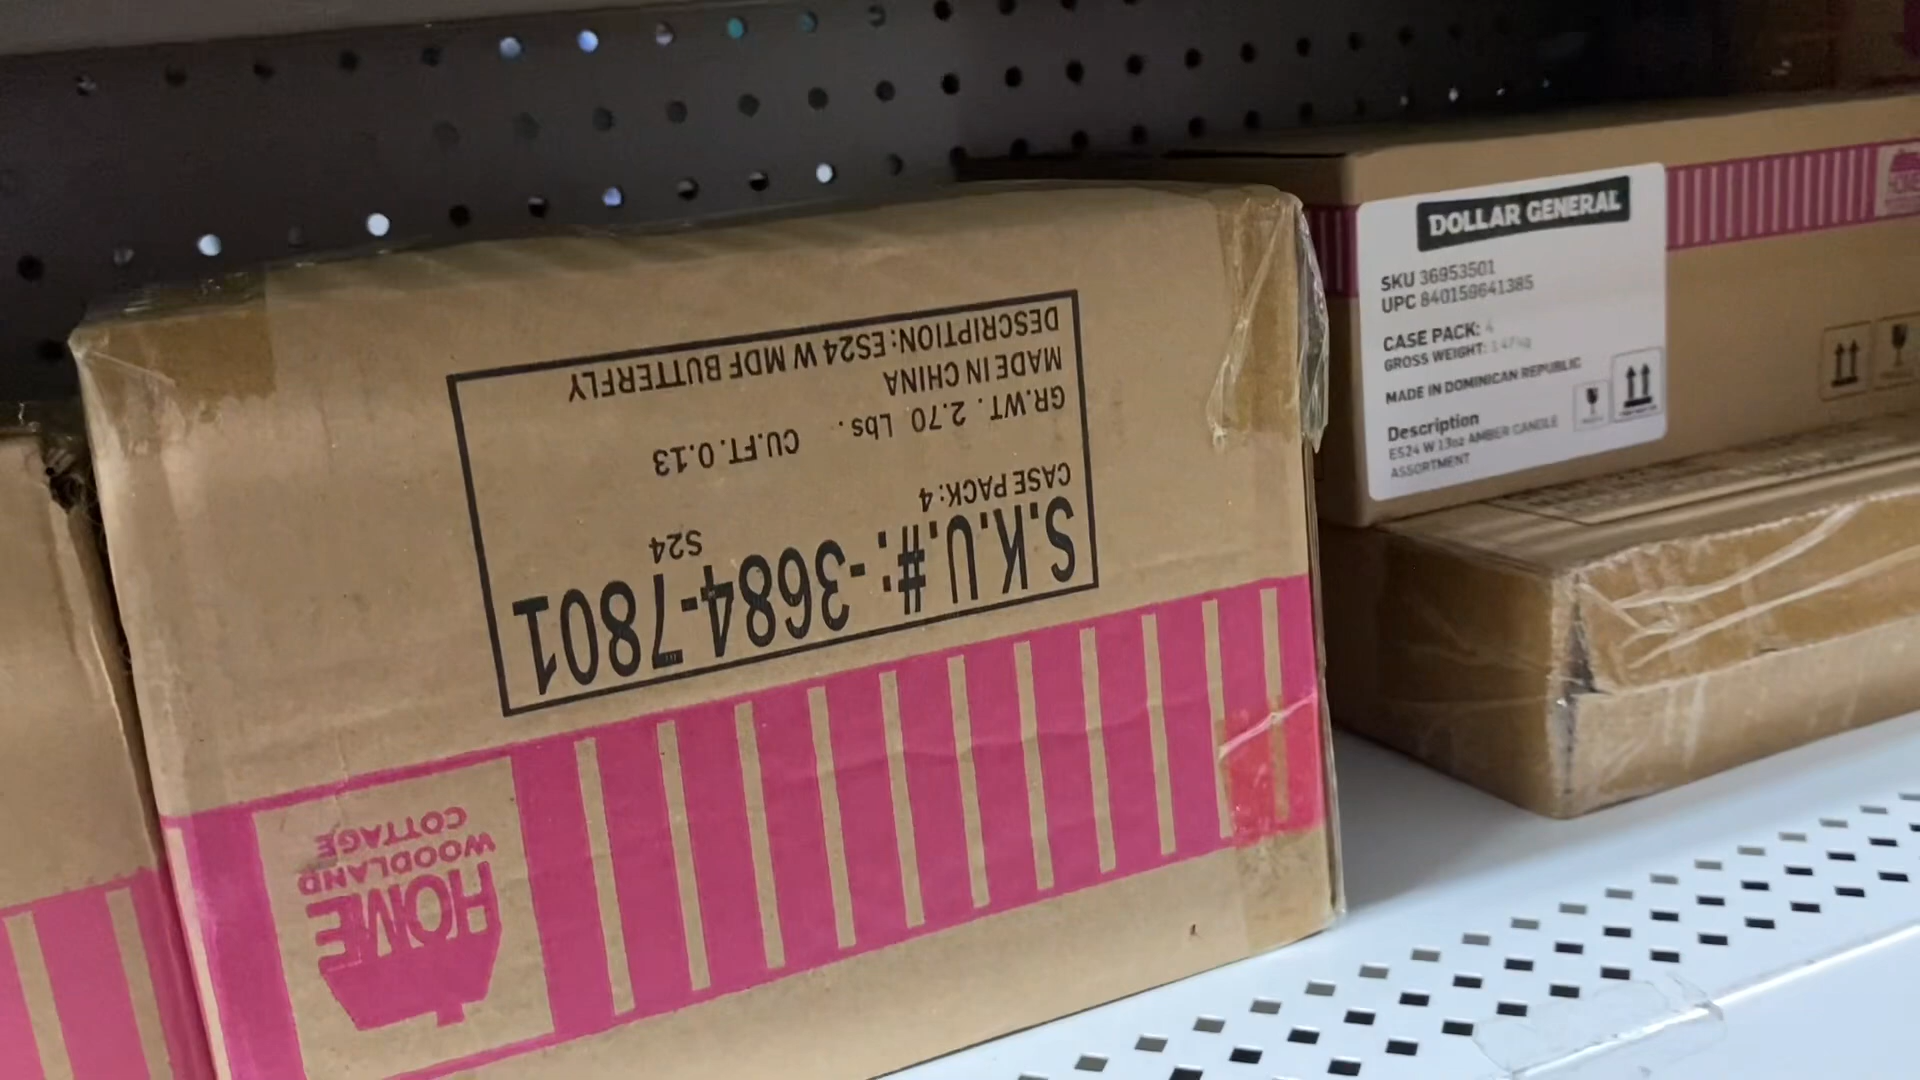 S.K.U.#:-3684-7801
S24
CASE PACK:4
GR.WT. 2.70 Lbs. CU.FT.0.13
MADE IN CHINA
DESCRIPTION:ES24 W MDF BUTTERFLY
HOME
WOODLAND
COTTAGE
DOLLAR GENERAL
SKU 36953501
UPC 840159641385
CASE PACK: 4
GROSS WEIGHT:
MADE IN DOMINICAN REPUBLIC
Description
ES24 W 13oz AMBER CANDLE
ASSORTMENT